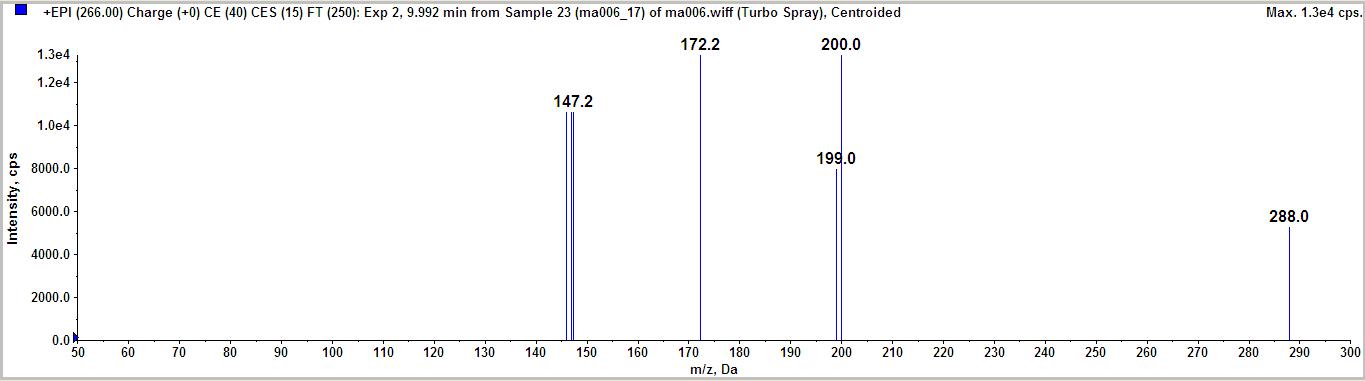 +EPI (266.00) Charge (+0) CE (40) CES (15) FT (250): Exp 2, 9.992 min from Sample 23 (ma006_17) of ma006.wiff (Turbo Spray), Centroided
Max. 1.3e4 cps.
172.2
200.0
1.3e4
1.2e4
147.2
1.0e4
199.0
8000.0
6000.0
288.0
4000.0
2000.0
0.0
Intensity, cps
50 60 70 80 90 100 110 120 130 140 150 160 170 180 190 200 210 220 230 240 250 260 270 280 290 300
m/z, Da